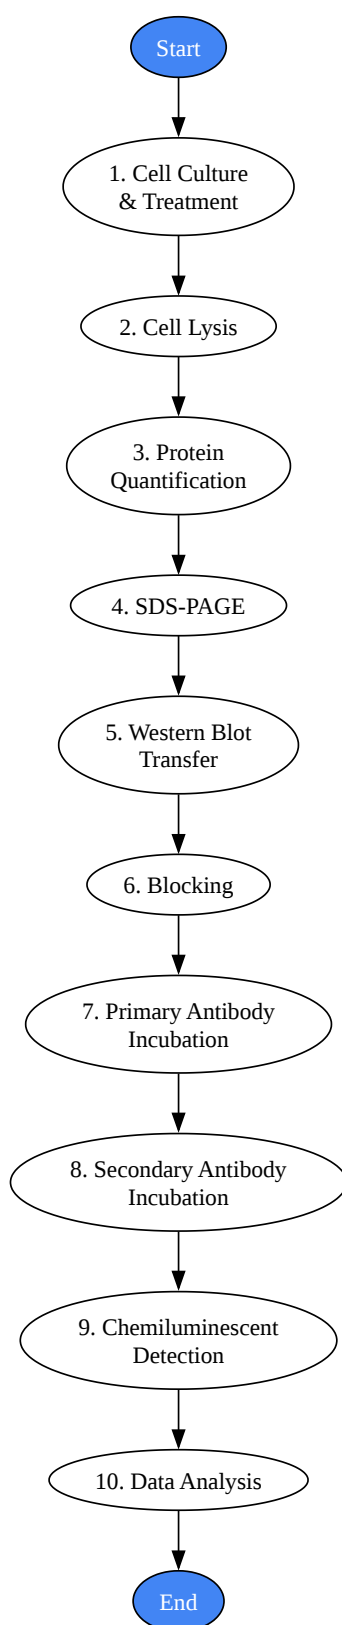 Start
1. Cell Culture
& Treatment
2. Cell Lysis
3. Protein
Quantification
4. SDS-PAGE
5. Western Blot
Transfer
6. Blocking
7. Primary Antibody
Incubation
8. Secondary Antibody
Incubation
9. Chemiluminescent
Detection
10. Data Analysis
End